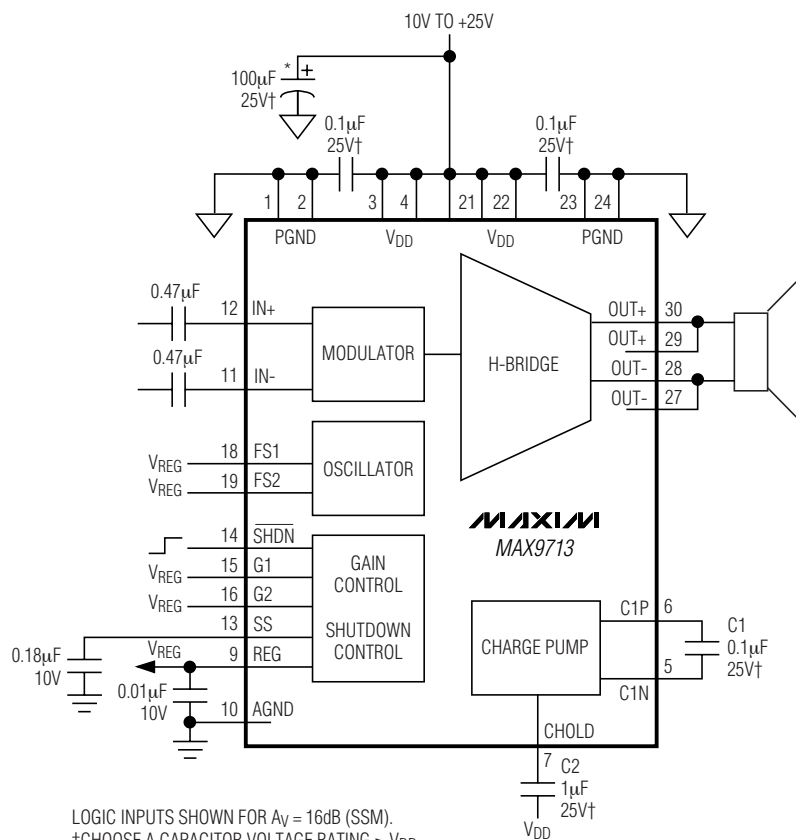 10V TO +25V
* +
100μF
25V†
0.1μF
25V†
0.1μF
25V†
1 2 3 4 21 22 23 24
PGND VDD VDD PGND
0.47μF
12 IN+
0.47μF
11 IN-
MODULATOR
H-BRIDGE
OUT+ 30
OUT+ 29
OUT- 28
OUT- 27
VREG 18 FS1
VREG 19 FS2
OSCILLATOR
MAXIM
MAX9713
14 SHDN
VREG 15 G1
VREG 16 G2
13 SS
VREG 9 REG
GAIN
CONTROL
SHUTDOWN
CONTROL
0.18μF
10V
0.01μF
10V
10 AGND
CHARGE PUMP
C1P 6
C1
0.1μF
25V†
5
C1N
CHOLD
7 C2
1μF
25V†
VDD
LOGIC INPUTS SHOWN FOR AV = 16dB (SSM).
†CHOOSE A CAPACITOR VOLTAGE RATING ≥ VDD.